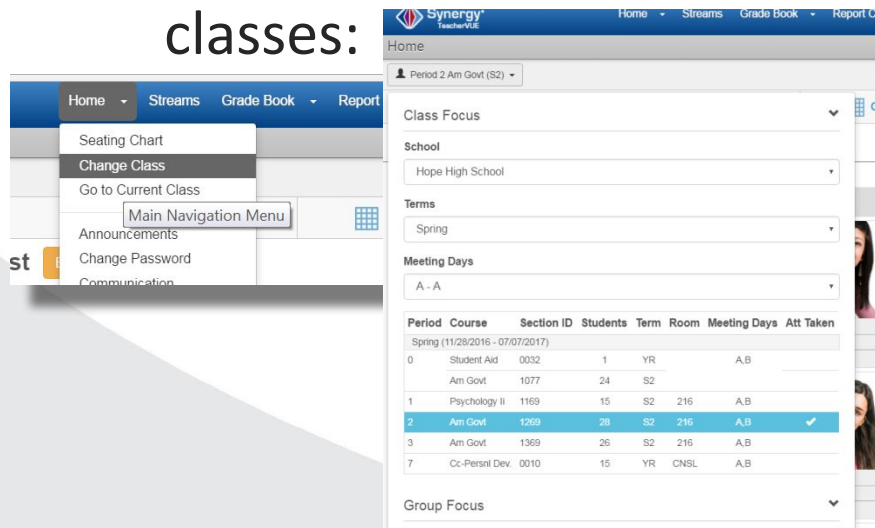 classes:
Home Streams Grade Book Report
Seating Chart
Change Class
Go to Current Class
Main Navigation Menu
Announcements
Change Password
Communication
st
Synergy
TeacherVUE
Home Streams Grade Book Report C
Home
Period 2 Am Govt (S2)
Class Focus
School
Hope High School
Terms
Spring
Meeting Days
A - A
Period Course Section ID Students Term Room Meeting Days Att Taken
Spring (11/28/2016 - 07/07/2017)
0 Student Aid 0032 1 YR A,B
Am Govt 1077 24 S2
1 Psychology Ii 1169 15 S2 216 A,B
2 Am Govt 1269 28 S2 216 A,B ✓
3 Am Govt 1369 26 S2 216 A,B
7 Cc-Persnl Dev. 0010 15 YR CNSL A,B
Group Focus